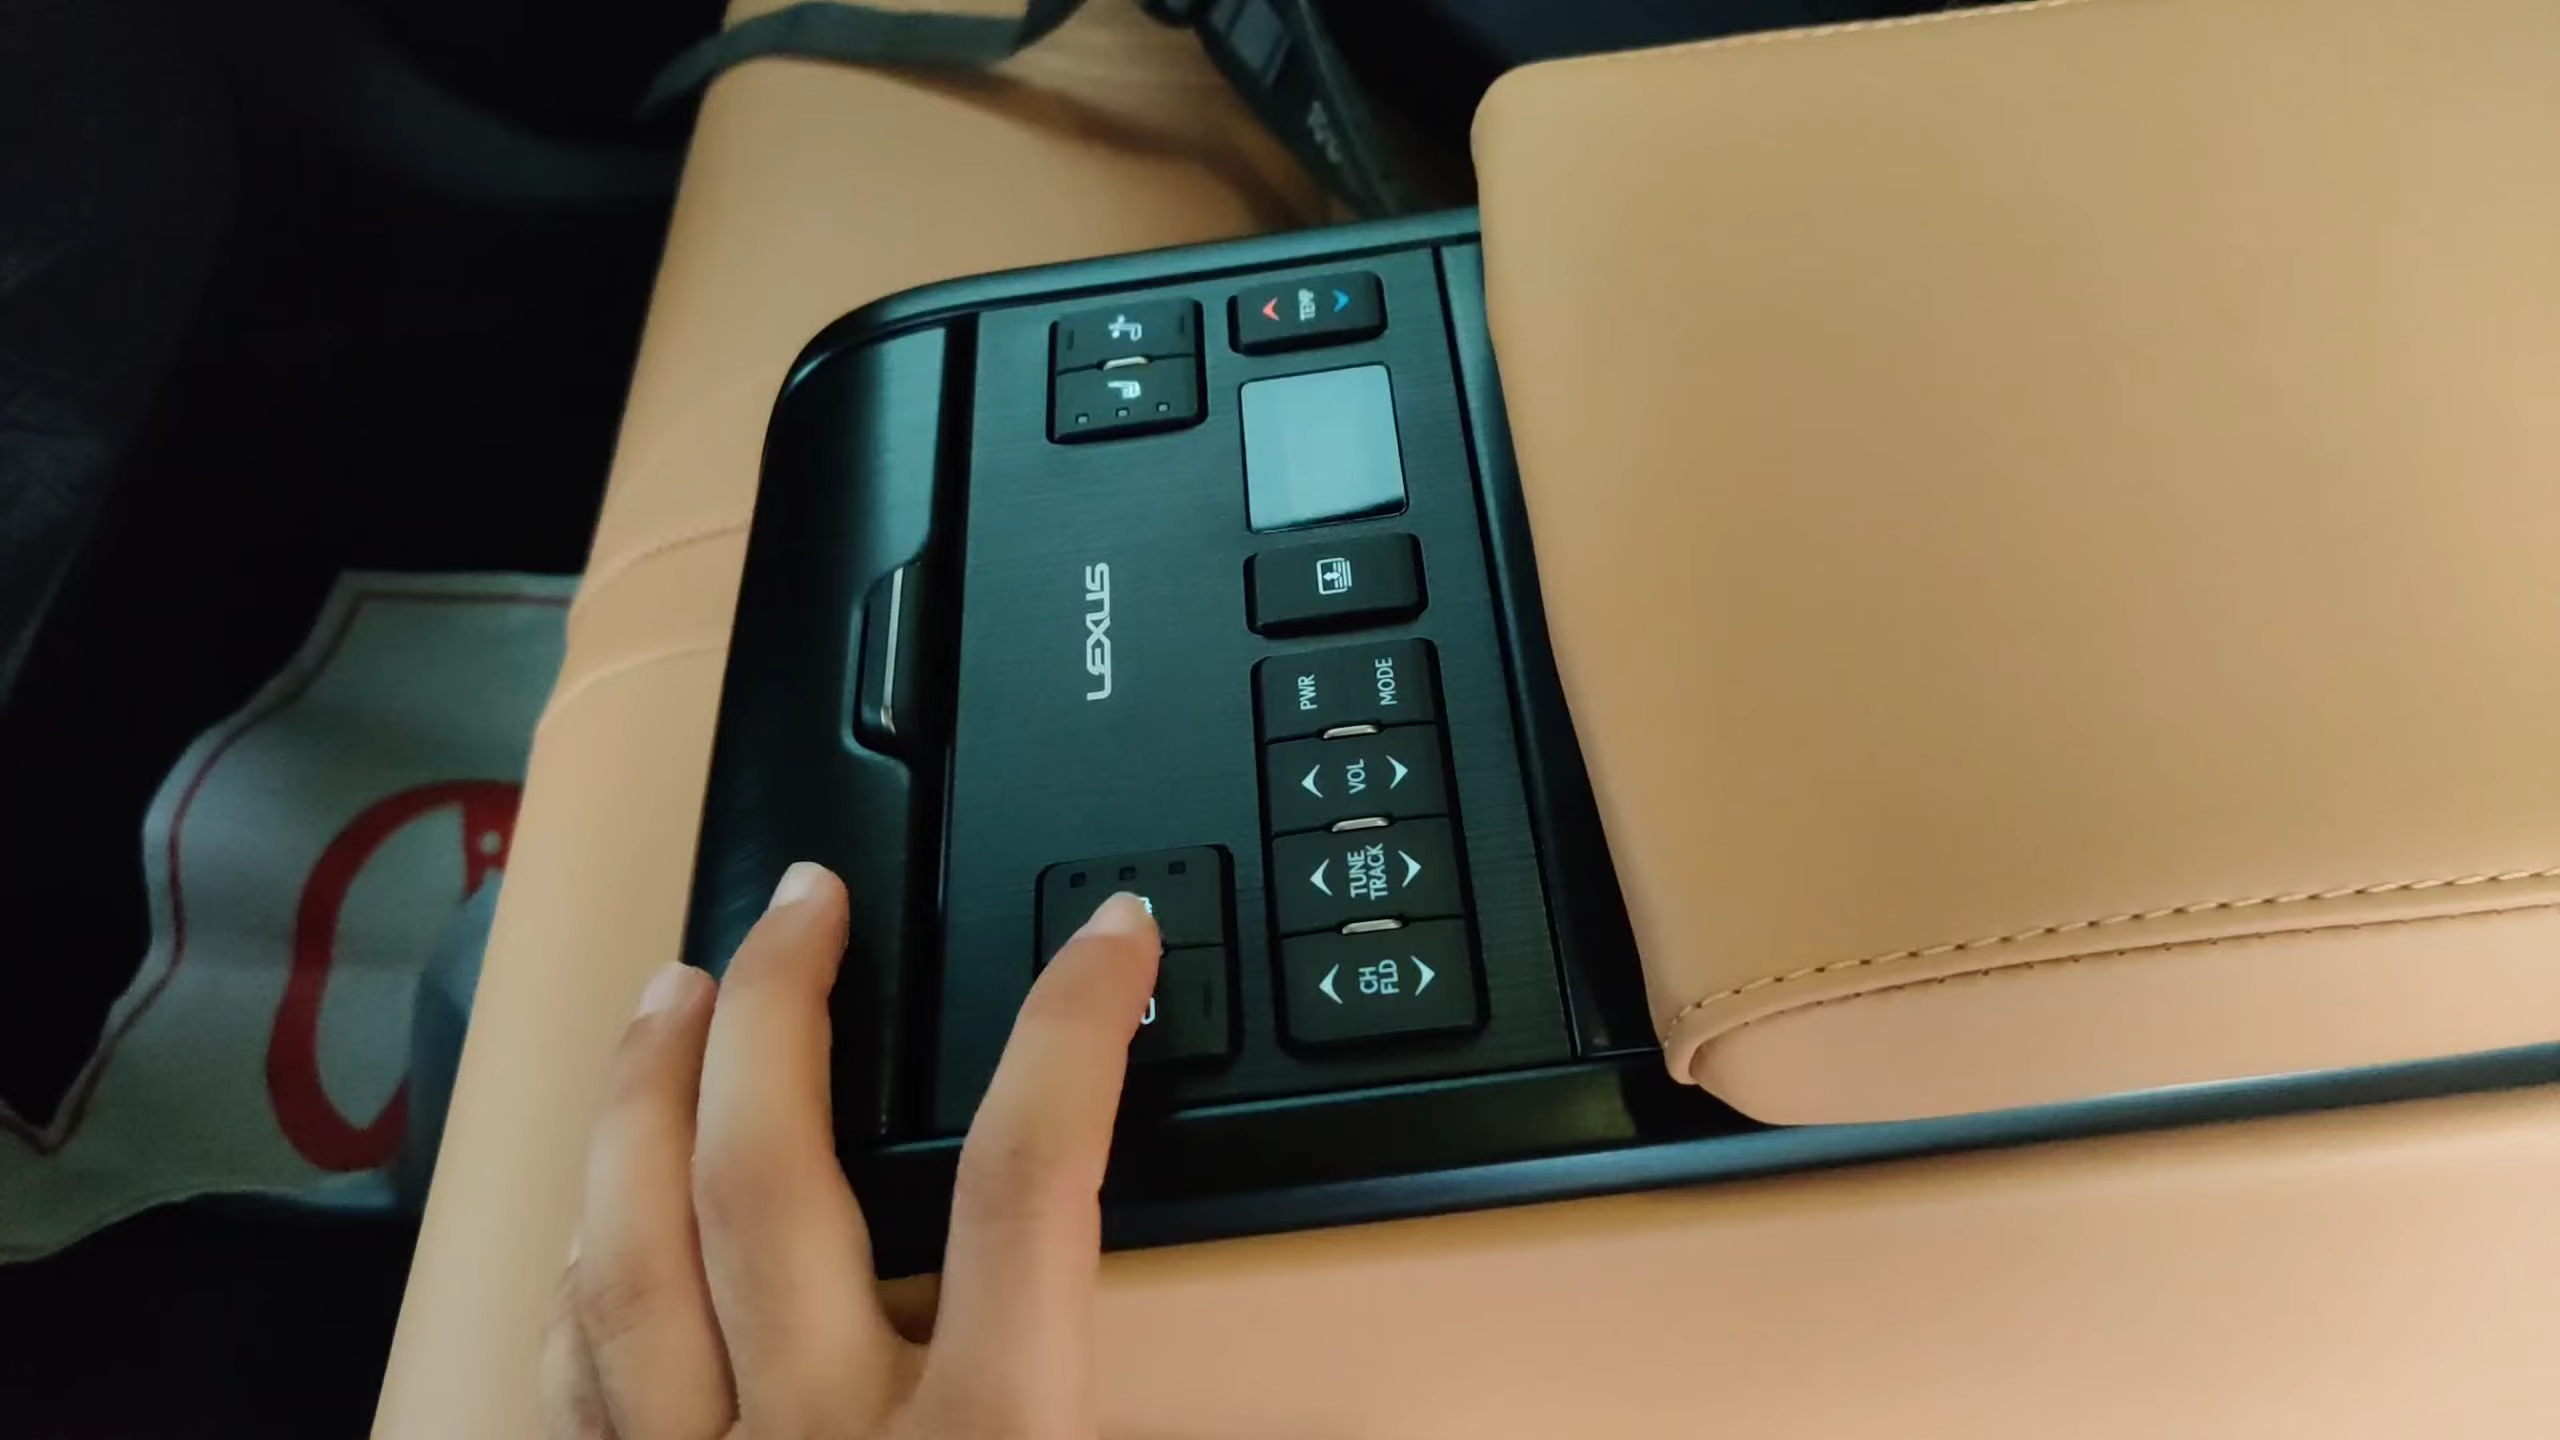 TEMP
LEXUS
PWR
MODE
VOL
TUNE
TRACK
CH
FLD